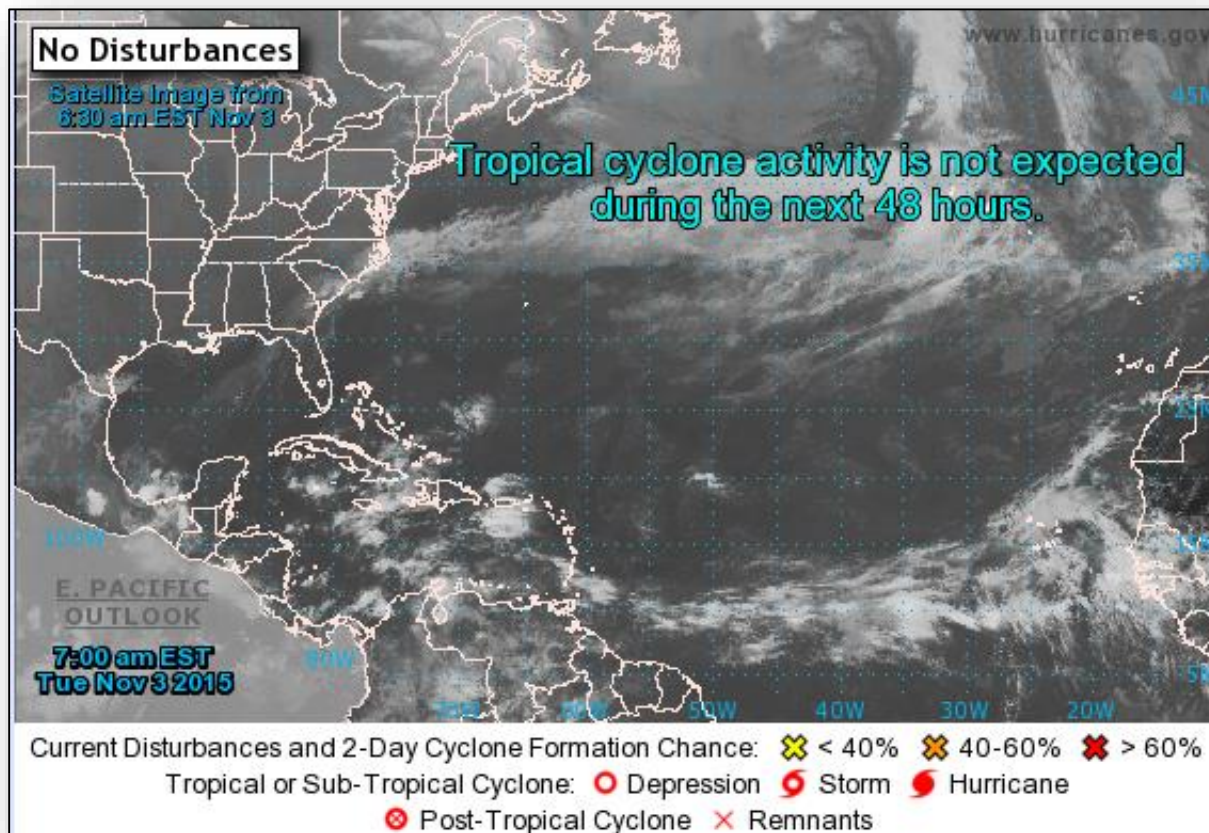 No Disturbances
www.hurricanes.gov
Satellite Image from
6:30 am EST Nov 3
45N
Tropical cyclone activity is not expected
during the next 48 hours.
35N
25N
100W
15N
E. PACIFIC
OUTLOOK
7:00 am EST
Tue Nov 3 2015
80W
5N
70W 60W 50W 40W 30W 20W
Current Disturbances and 2-Day Cyclone Formation Chance: < 40% 40-60% > 60%
Tropical or Sub-Tropical Cyclone: Depression Storm Hurricane
Post-Tropical Cyclone Remnants